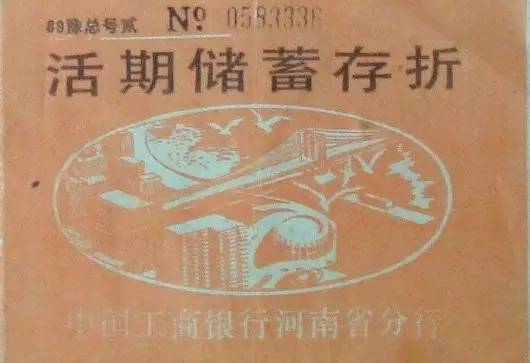 89豫总号贰 № 0583336
活期储蓄存折
中国工商银行河南省分行